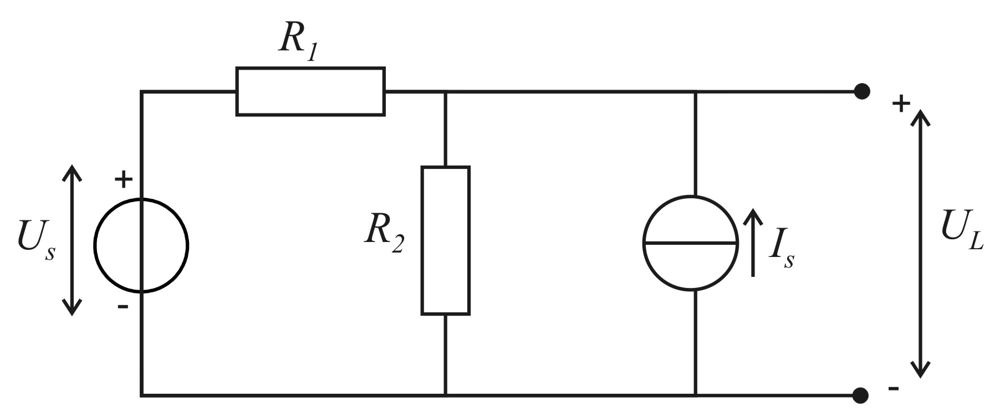 R1
+
+
Us
R2
Is
UL
-
-